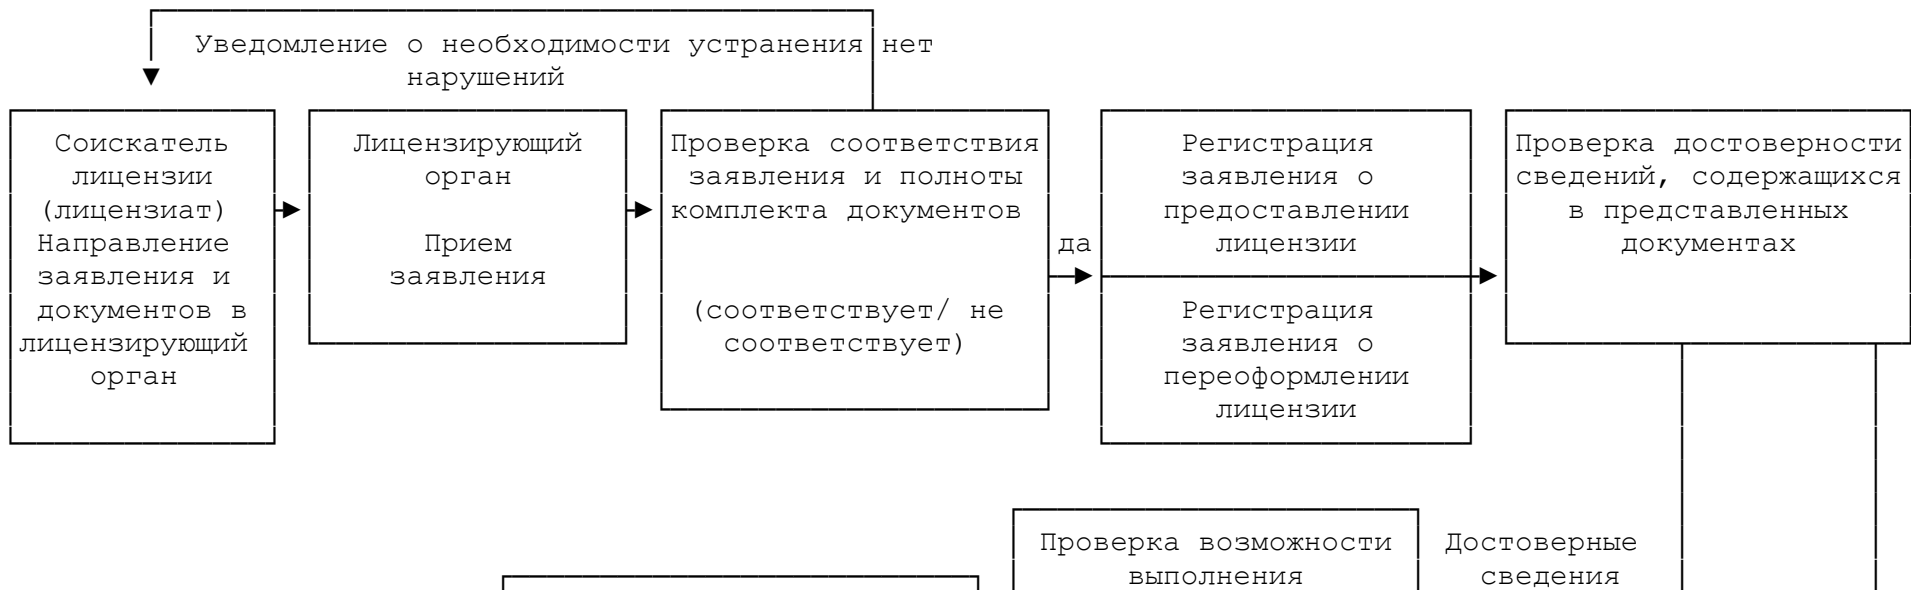 Уведомление о необходимости устранения нет
нарушений
Соискатель
лицензии
(лицензиат)
Направление
заявления и
документов в
лицензирующий
орган
Лицензирующий
орган
Прием
заявления
Проверка соответствия
заявления и полноты
комплекта документов
(соответствует/ не
соответствует)
да
Регистрация
заявления о
предоставлении
лицензии
Регистрация
заявления о
переоформлении
лицензии
Проверка достоверности
сведений, содержащихся
в представленных
документах
Проверка возможности
выполнения
Достоверные
сведения